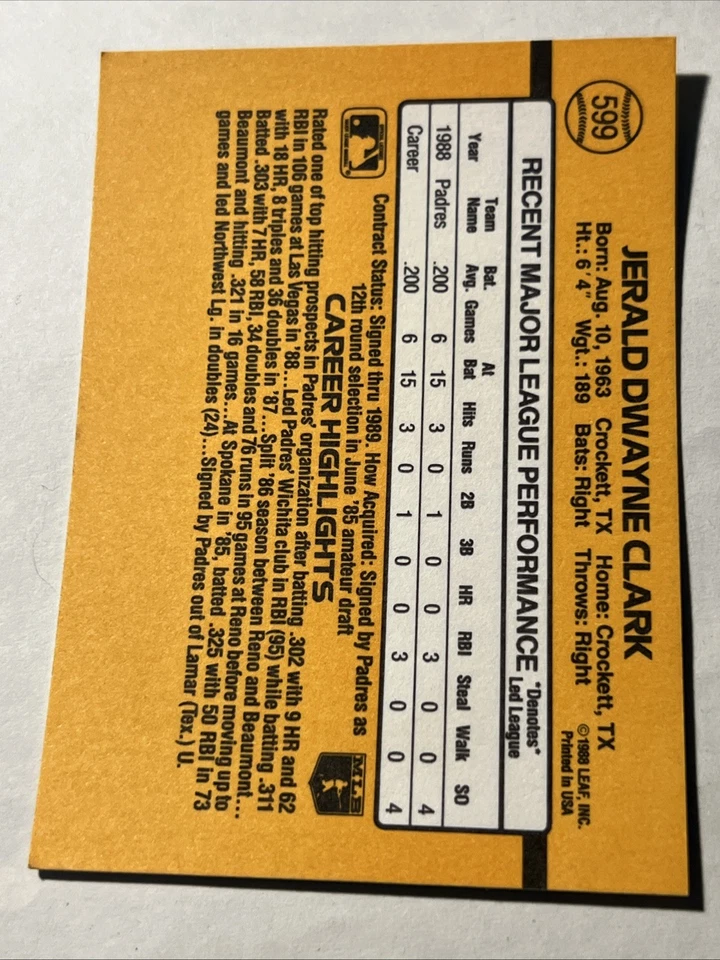 599
JERALD DWAYNE CLARK
Born: Aug. 10, 1963 Crockett, TX Home: Crockett, TX
Ht.: 6'4" Wgt.: 189 Bats: Right Throws: Right
©1988 LEAF, INC.
Printed in USA
RECENT MAJOR LEAGUE PERFORMANCE
*Denotes*
Led League
Year Team Name Bat. Avg. Games At Bat Hits Runs 2B 3B HR RBI Steal Walk SO
1988 Padres .200 6 15 3 0 1 0 0 3 0 0 4
Career .200 6 15 3 0 1 0 0 3 0 0 4
Contract Status: Signed thru 1989. How Acquired: Signed by Padres as
12th round selection in June '85 amateur draft
CAREER HIGHLIGHTS
MLB
Rated one of top hitting prospects in Padres' organization after batting .302 with 9 HR and 62
RBI in 106 games at Las Vegas in '88...Led Padres' Wichita club in RBI (95) while batting .311
with 18 HR, 8 triples and 36 doubles in '87...Split '86 season between Reno and Beaumont...
Batted .303 with 7 HR, 58 RBI, 34 doubles and 76 runs in 95 games at Reno before moving up to
Beaumont and hitting .321 in 16 games...At Spokane in '85, batted .325 with 50 RBI in 73
games and led Northwest Lg. in doubles (24)...Signed by Padres out of Lamar (Tex.) U.